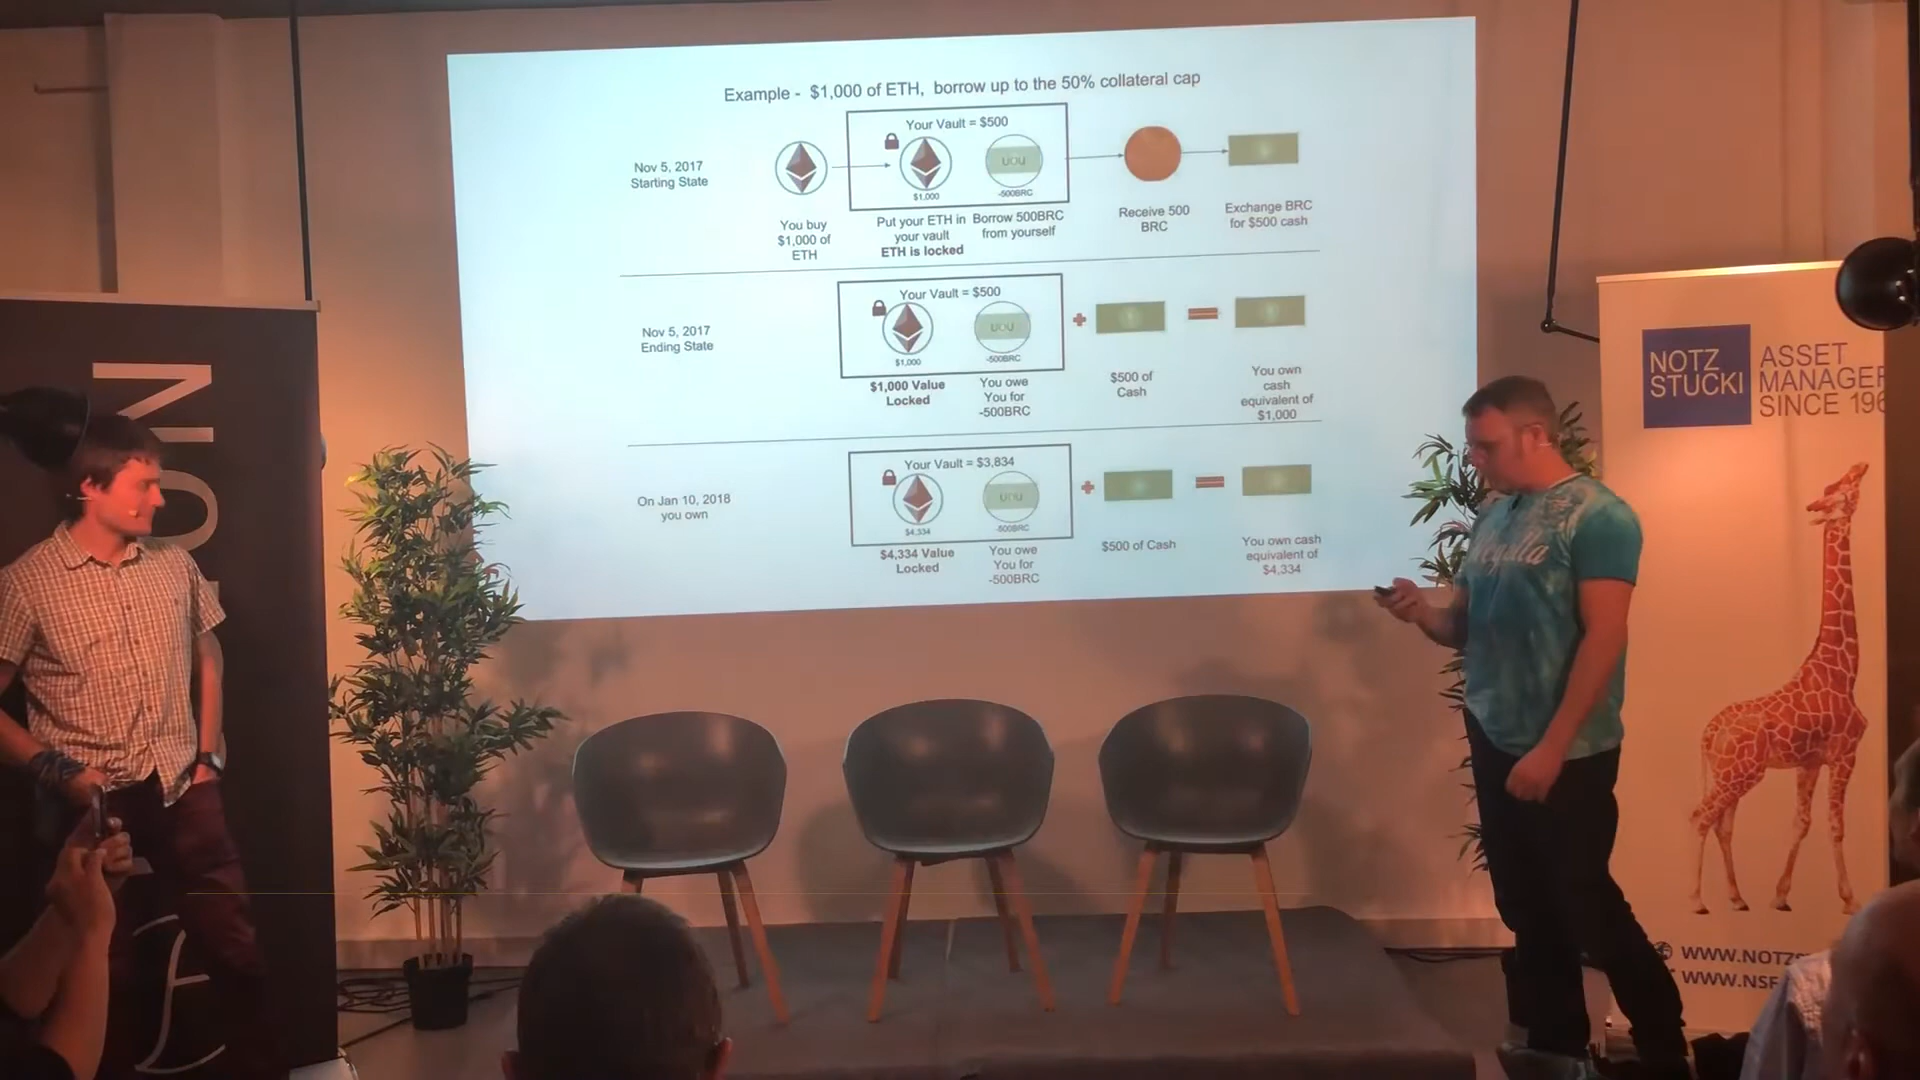 Example - $1,000 of ETH, borrow up to the 50% collateral cap
Your Vault = $500
Nov 5, 2017
Starting State
$1,000
-500BRC
You buy
$1,000 of
ETH
Put your ETH in
your vault
ETH is locked
Borrow 500BRC
from yourself
Receive 500
BRC
Exchange BRC
for $500 cash
Your Vault = $500
Nov 5, 2017
Ending State
$1,000
-500BRC
$1,000 Value
Locked
You owe
You for
-500BRC
$500 of
Cash
You own
cash
equivalent of
$1,000
Your Vault = $3,834
On Jan 10, 2018
you own
$4,334
-500BRC
$4,334 Value
Locked
You owe
You for
-500BRC
$500 of Cash
You own cash
equivalent of
$4,334
NOTZ
STUCKI
ASSET
MANAGER
SINCE 196
WWW.NOTZS
WWW.NSF